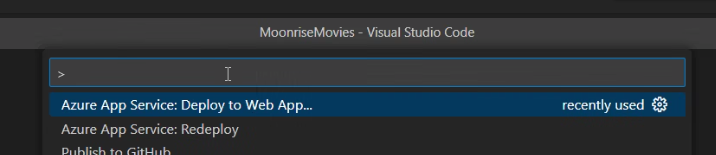 MoonriseMovies - Visual Studio Code
>
Azure App Service: Deploy to Web App... recently used
Azure App Service: Redeploy
Publish to GitHub